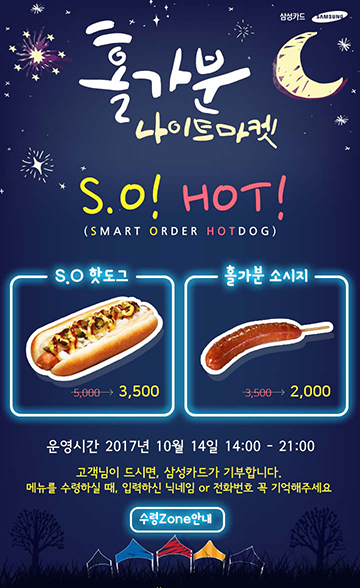 삼성카드 SAMSUNG
홀가분
나이트마켓
S.O! HOT!
(SMART ORDER HOTDOG)
S.O 핫도그
홀가분 소시지
5,000 → 3,500
3,500 → 2,000
운영시간 2017년 10월 14일 14:00 - 21:00
고객님이 드시면, 삼성카드가 기부합니다.
메뉴를 수령하실 때, 입력하신 닉네임 or 전화번호 꼭 기억해주세요
수령Zone안내